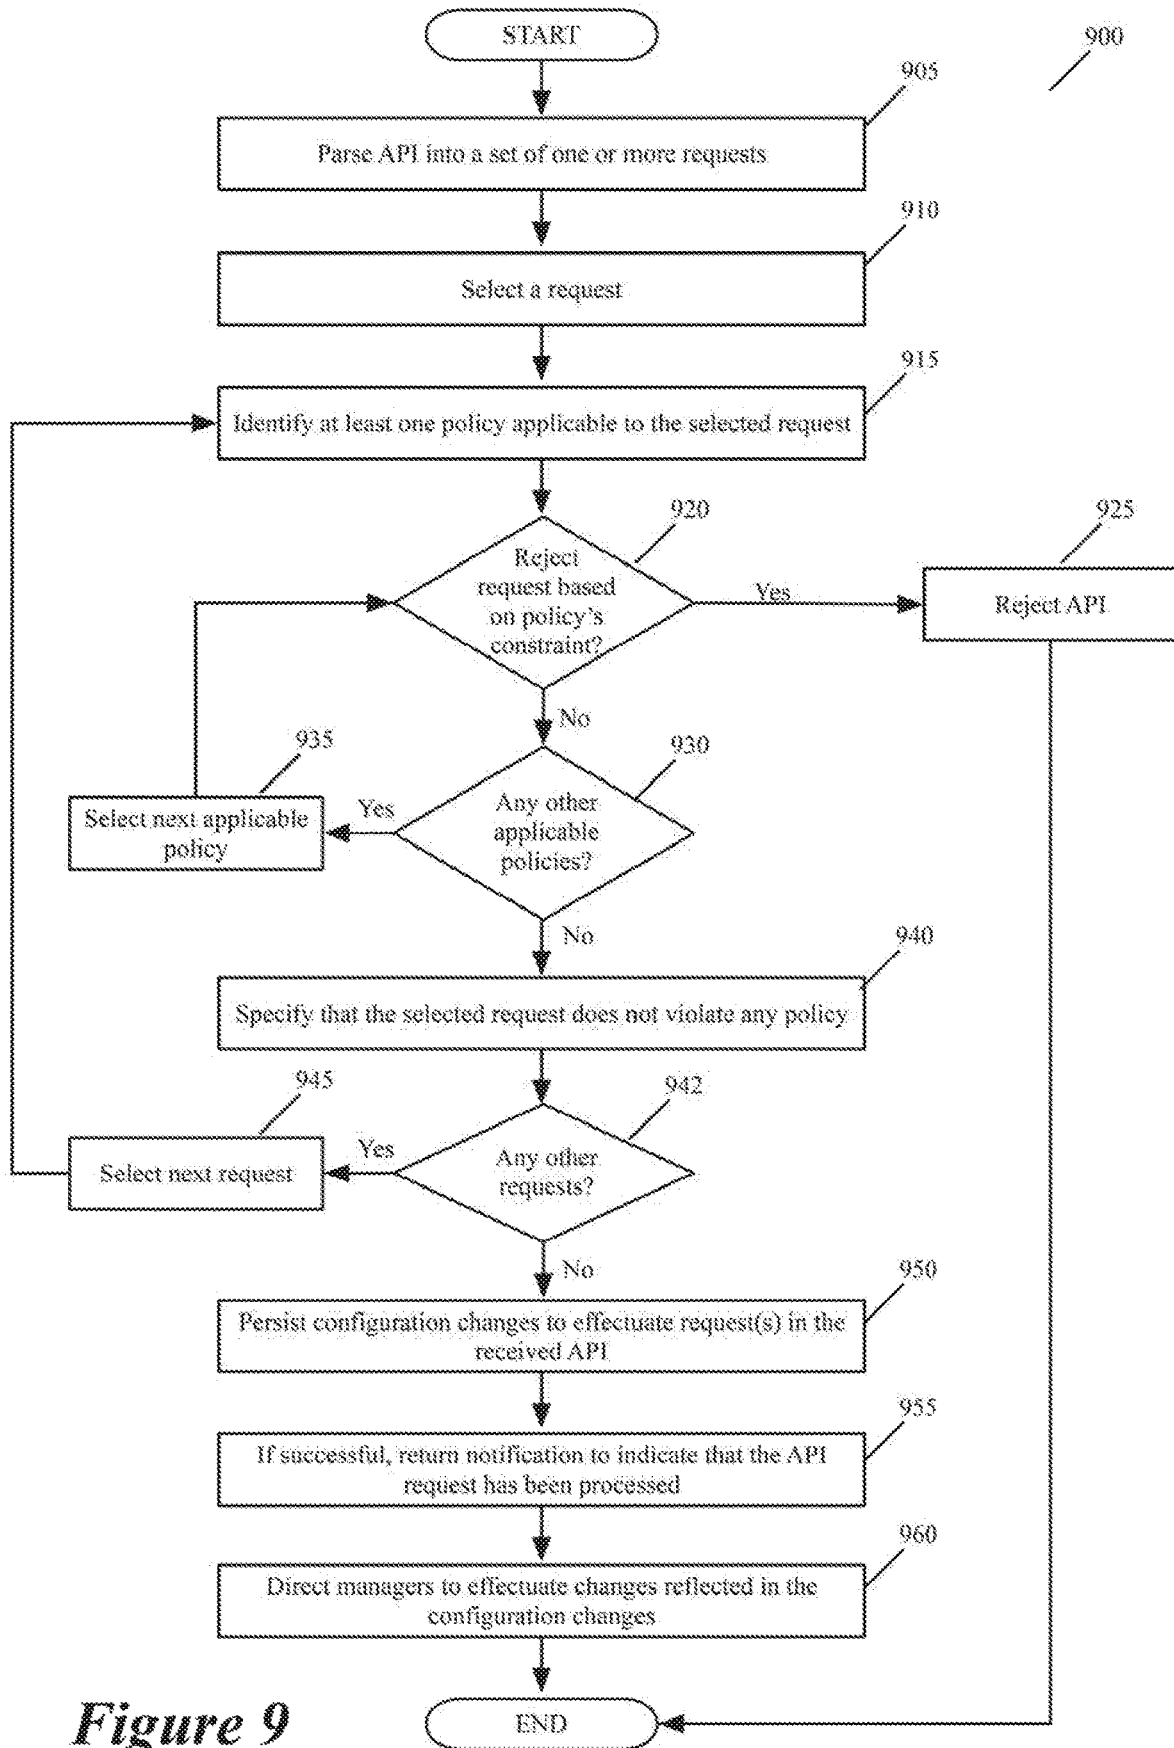 START
900
905
Parse API into a set of one or more requests
910
Select a request
915
Identify at least one policy applicable to the selected request
920
Reject
request based
on policy's
constraint?
Yes
925
Reject API
No
930
Any other
applicable
policies?
Yes
935
Select next applicable
policy
No
940
Specify that the selected request does not violate any policy
942
Any other
requests?
Yes
945
Select next request
No
950
Persist configuration changes to effectuate request(s) in the
received API
955
If successful, return notification to indicate that the API
request has been processed
960
Direct managers to effectuate changes reflected in the
configuration changes
END
Figure 9